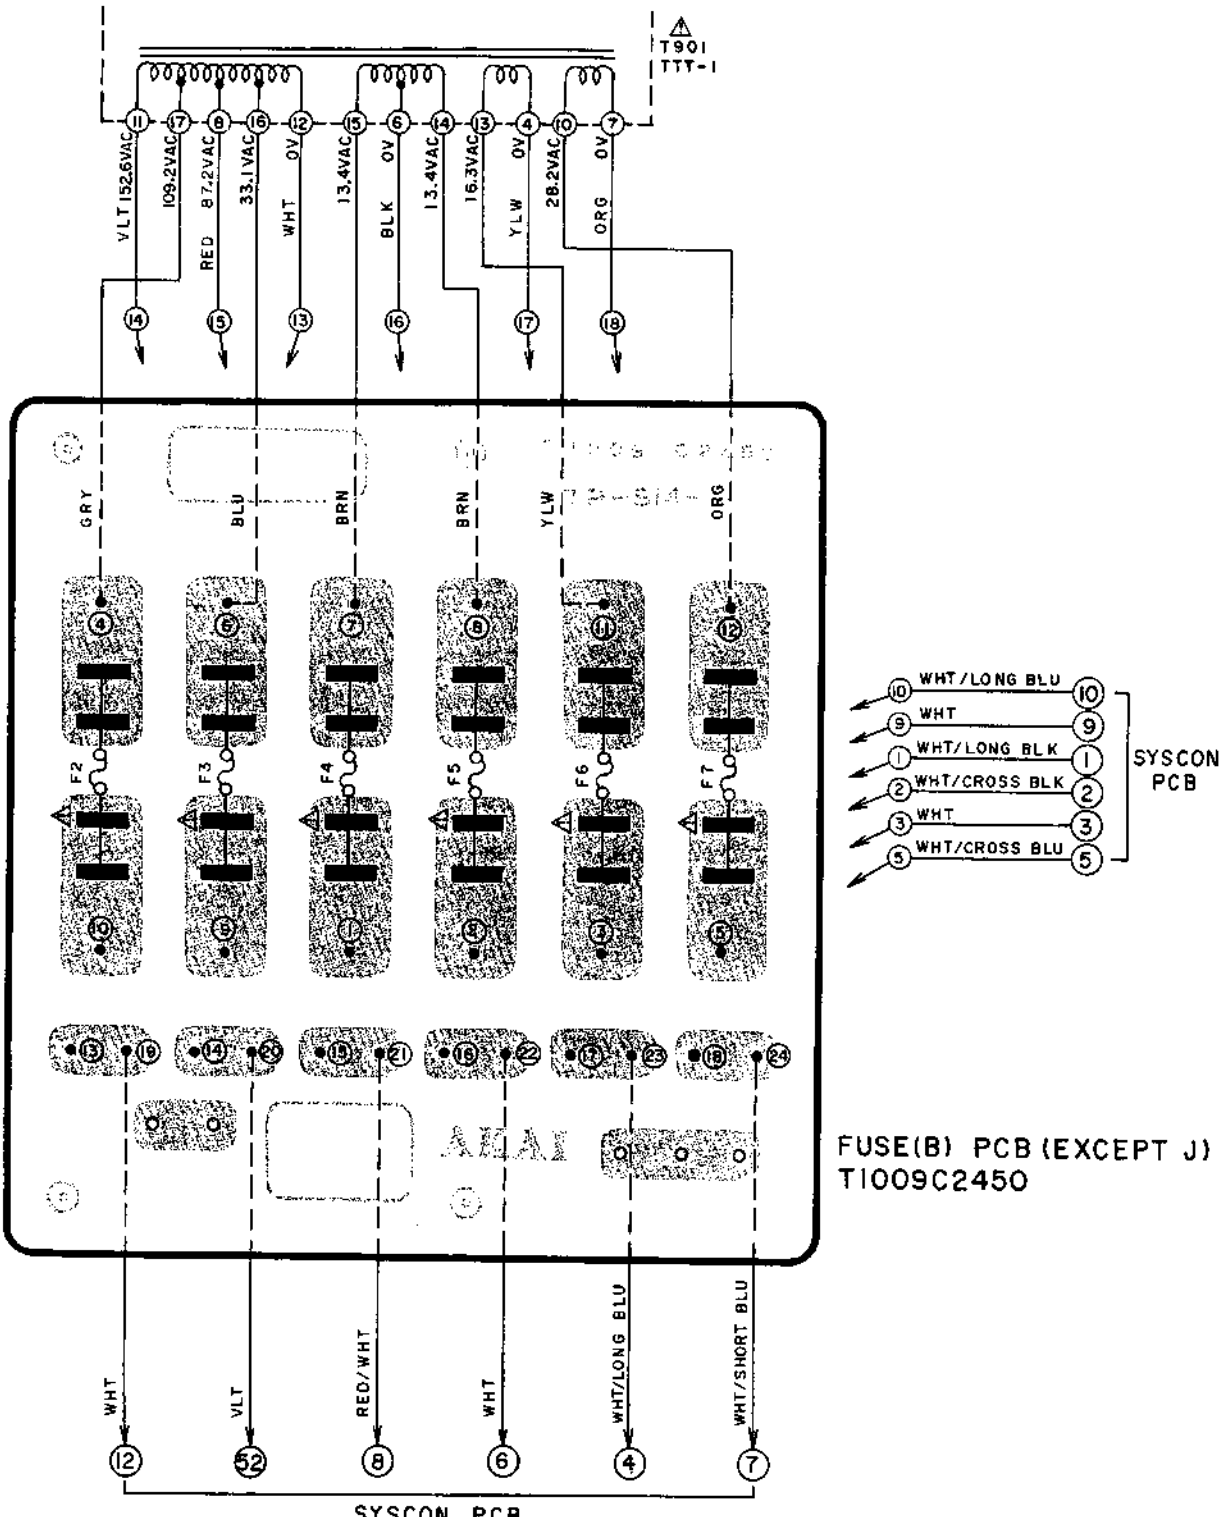 T901
TTT-1
11 17 8 16 12 15 6 14 13 4 10 7
VLT 152.6VAC
109.2VAC
RED 87.2VAC
33.1VAC
WHT 0V
13.4VAC
BLK 0V
13.4VAC
16.3VAC
YLW 0V
28.2VAC
ORG 0V
14 15 13 16 17 18
GRY
BLU
BRN
BRN
YLW
ORG
4 6 7 8 11 12
F2
F3
F4
F5
F6
F7
10 9 1 2 3 5
10 WHT/LONG BLU 10
9 WHT 9
1 WHT/LONG BLK 1
2 WHT/CROSS BLK 2
3 WHT 3
5 WHT/CROSS BLU 5
SYSCON
PCB
13 19 14 20 15 21 16 22 17 23 18 24
AKAI
FUSE(B) PCB (EXCEPT J)
T1009C2450
WHT
VLT
RED/WHT
WHT
WHT/LONG BLU
WHT/SHORT BLU
12 52 8 6 4 7
SYSCON PCB